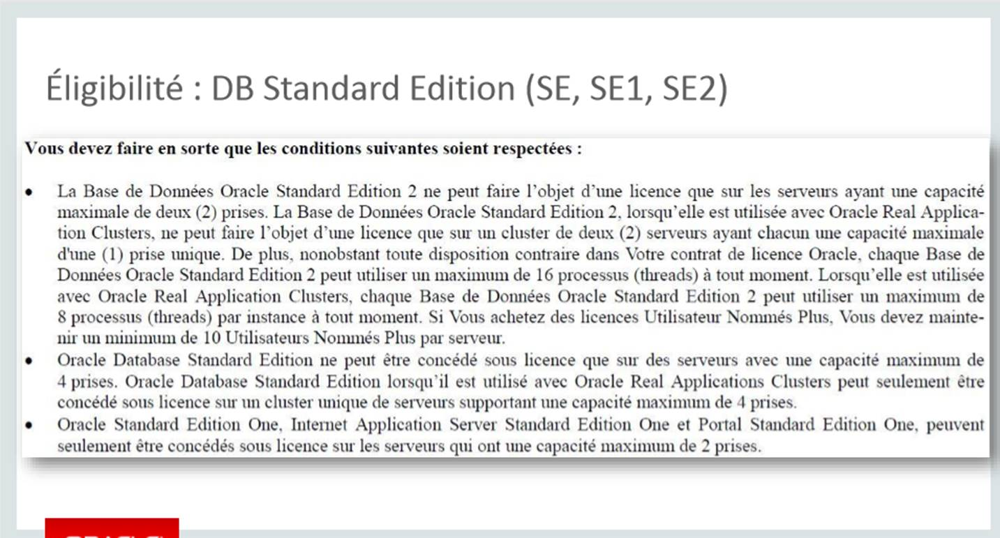 Éligibilité : DB Standard Edition (SE, SE1, SE2)
Vous devez faire en sorte que les conditions suivantes soient respectées :
• La Base de Données Oracle Standard Edition 2 ne peut faire l’objet d’une licence que sur les serveurs ayant une capacité
maximale de deux (2) prises. La Base de Données Oracle Standard Edition 2, lorsqu’elle est utilisée avec Oracle Real Applica-
tion Clusters, ne peut faire l’objet d’une licence que sur un cluster de deux (2) serveurs ayant chacun une capacité maximale
d'une (1) prise unique. De plus, nonobstant toute disposition contraire dans Votre contrat de licence Oracle, chaque Base de
Données Oracle Standard Edition 2 peut utiliser un maximum de 16 processus (threads) à tout moment. Lorsqu’elle est utilisée
avec Oracle Real Application Clusters, chaque Base de Données Oracle Standard Edition 2 peut utiliser un maximum de
8 processus (threads) par instance à tout moment. Si Vous achetez des licences Utilisateur Nommés Plus, Vous devez mainte-
nir un minimum de 10 Utilisateurs Nommés Plus par serveur.
• Oracle Database Standard Edition ne peut être concédé sous licence que sur des serveurs avec une capacité maximum de
4 prises. Oracle Database Standard Edition lorsqu’il est utilisé avec Oracle Real Applications Clusters peut seulement être
concédé sous licence sur un cluster unique de serveurs supportant une capacité maximum de 4 prises.
• Oracle Standard Edition One, Internet Application Server Standard Edition One et Portal Standard Edition One, peuvent
seulement être concédés sous licence sur les serveurs qui ont une capacité maximum de 2 prises.